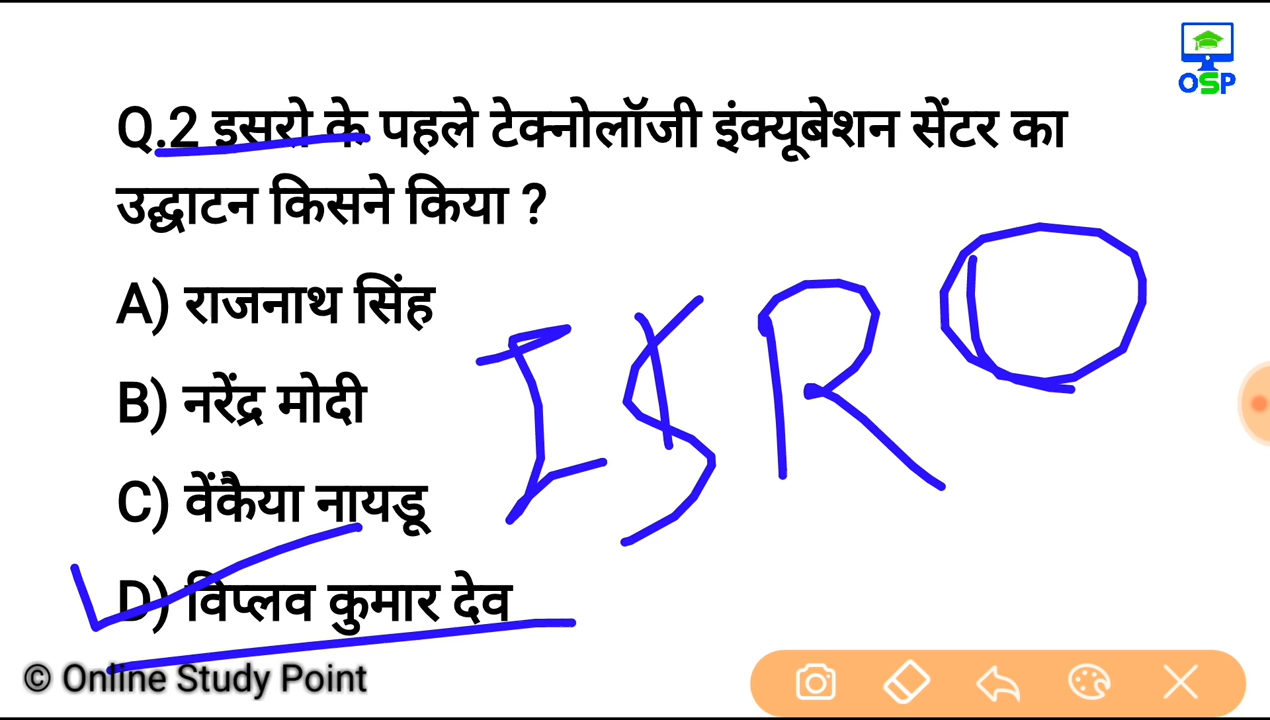 OSP
Q.2 इसरो के पहले टेक्नोलॉजी इंक्यूबेशन सेंटर का
उद्घाटन किसने किया ?
A) राजनाथ सिंह
B) नरेंद्र मोदी
ISRO
C) वेंकैया नायडू
D) विप्लव कुमार देव
© Online Study Point